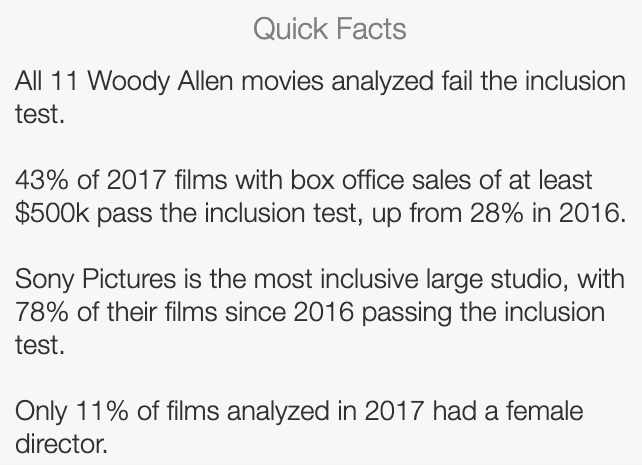 Quick Facts
All 11 Woody Allen movies analyzed fail the inclusion
test.
43% of 2017 films with box office sales of at least
$500k pass the inclusion test, up from 28% in 2016.
Sony Pictures is the most inclusive large studio, with
78% of their films since 2016 passing the inclusion
test.
Only 11% of films analyzed in 2017 had a female
director.